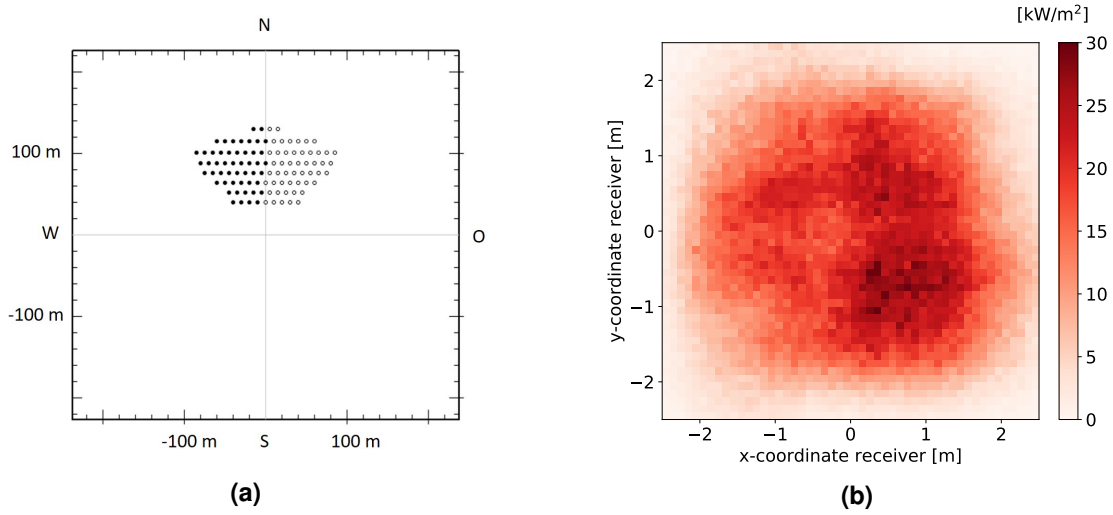 N
100 m
W
O
-100 m
-100 m S 100 m
(a)
[kW/m²]
30
25
20
15
10
5
0
2
1
0
−1
−2
y-coordinate receiver [m]
−2 −1 0 1 2
x-coordinate receiver [m]
(b)